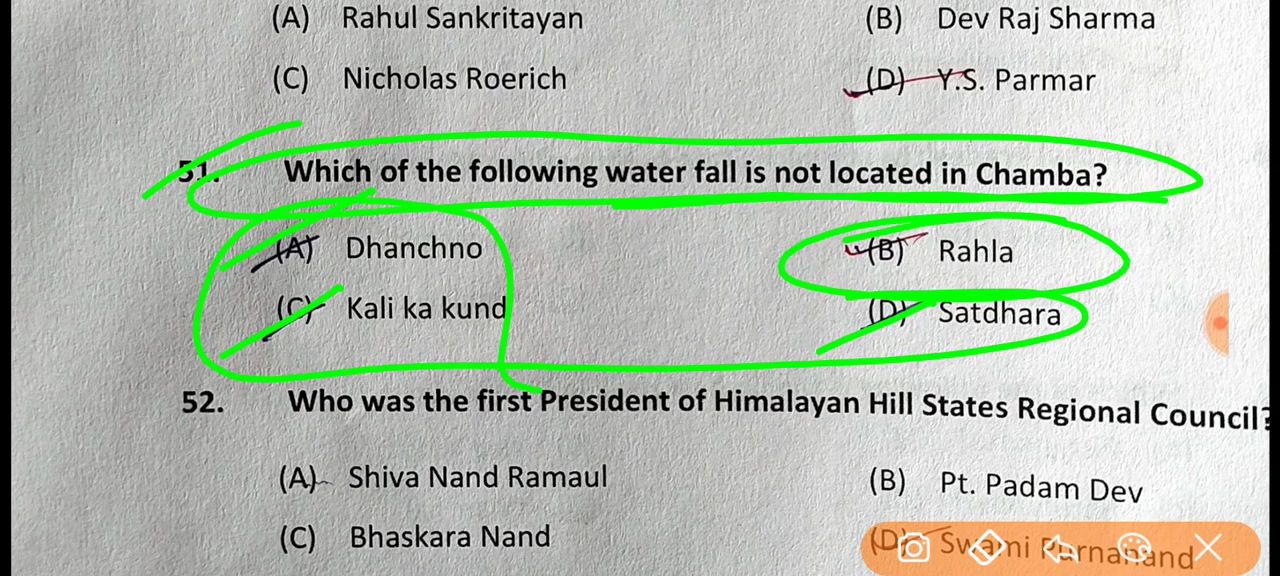 (A) Rahul Sankritayan (B) Dev Raj Sharma
(C) Nicholas Roerich (D) Y.S. Parmar
51. Which of the following water fall is not located in Chamba?
(A) Dhanchno (B) Rahla
(C) Kali ka kund (D) Satdhara
52. Who was the first President of Himalayan Hill States Regional Council?
(A) Shiva Nand Ramaul (B) Pt. Padam Dev
(C) Bhaskara Nand (D) Swami Purnanand